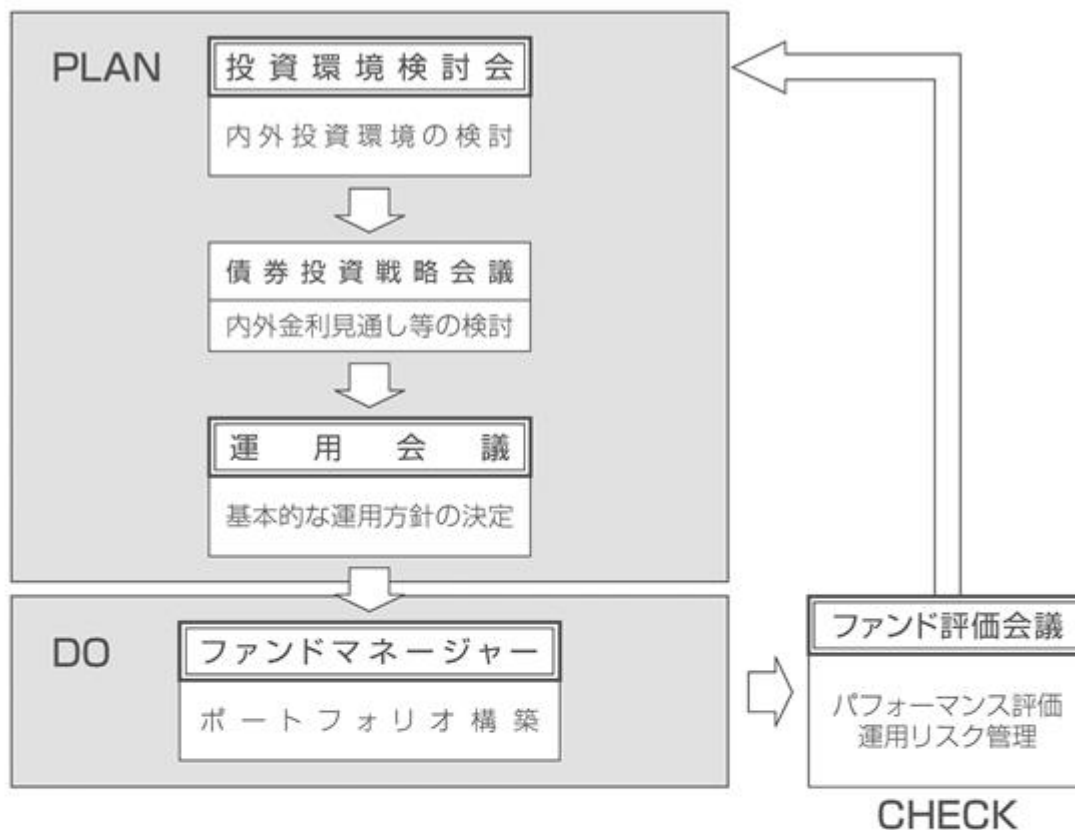 PLAN
投資環境検討会
内外投資環境の検討
債券投資戦略会議
内外金利見通し等の検討
運用会議
基本的な運用方針の決定
DO
ファンドマネージャー
ポートフォリオ構築
ファンド評価会議
パフォーマンス評価
運用リスク管理
CHECK